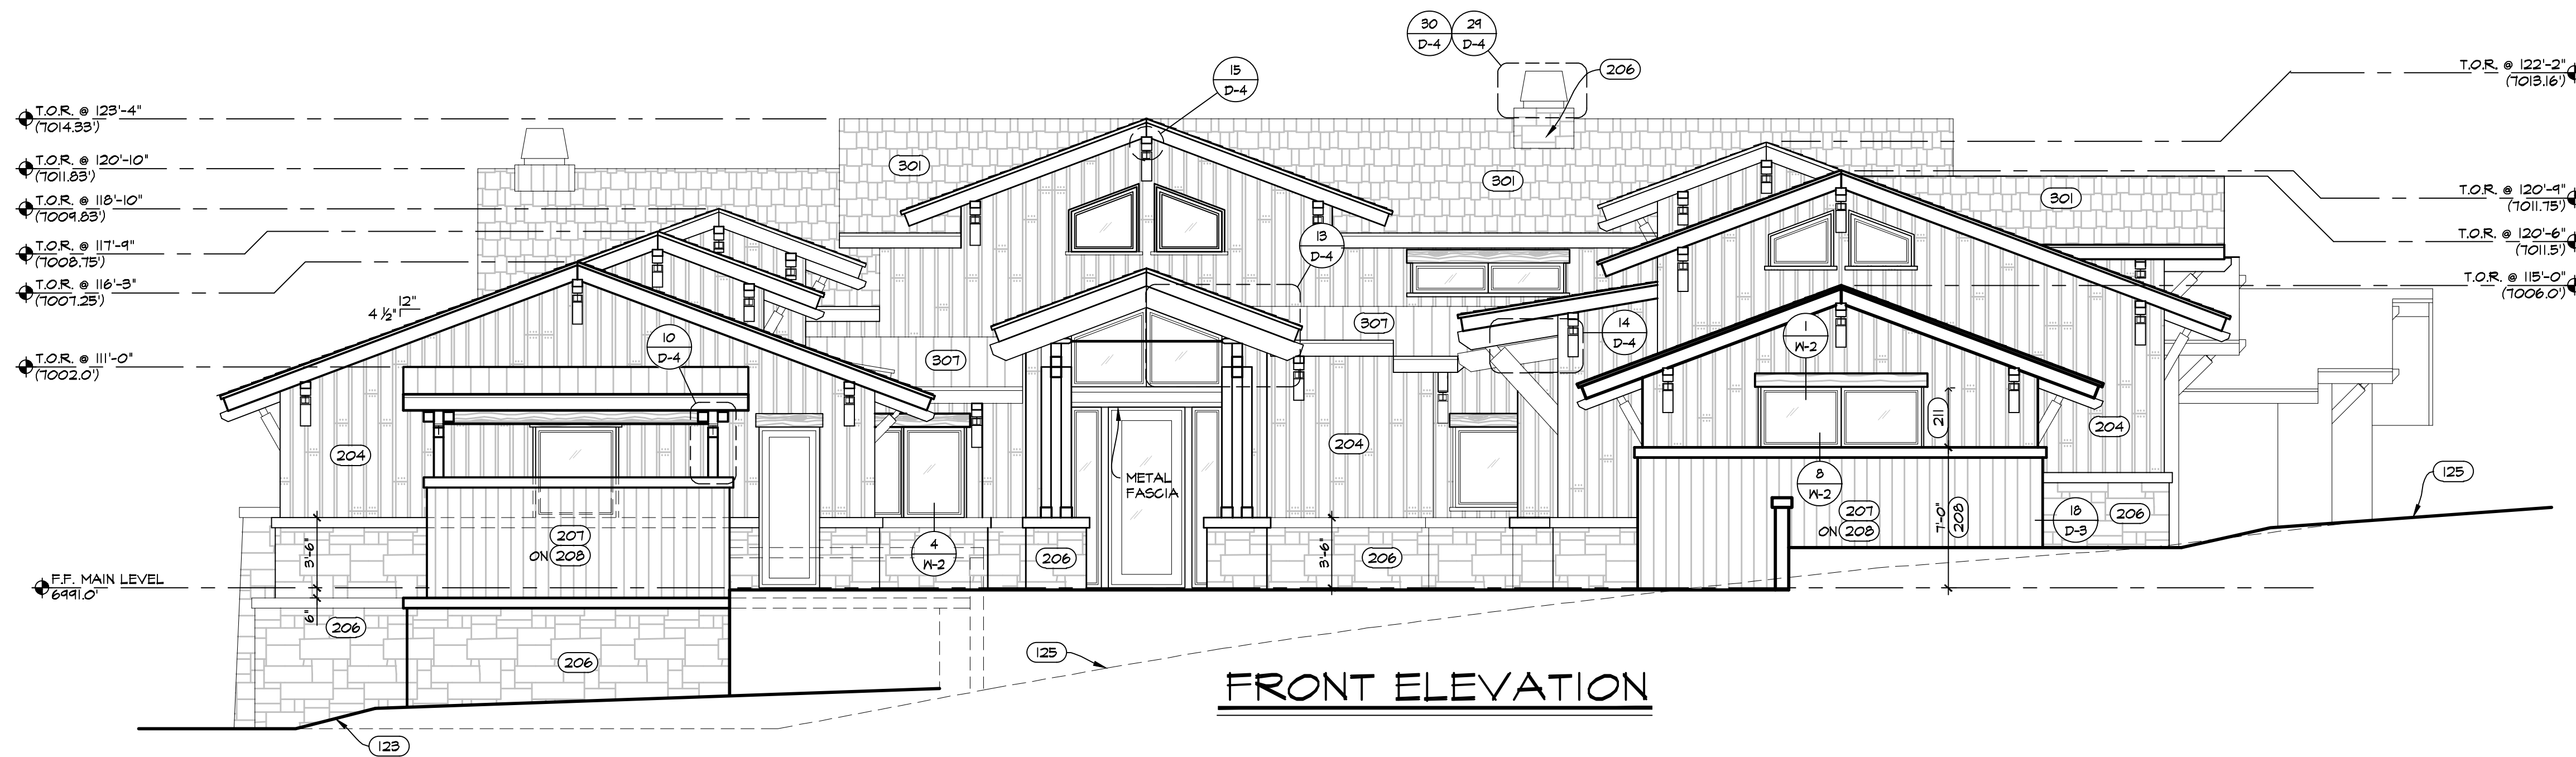 30
D-4
29
D-4
15
D-4
206
T.O.R. @ 122'-2"
(7013.16')
T.O.R. @ 123'-4"
(7014.33')
T.O.R. @ 120'-10"
(7011.83')
301
301
301
T.O.R. @ 120'-9"
(7011.75')
T.O.R. @ 118'-10"
(7009.83')
13
D-4
T.O.R. @ 120'-6"
(7011.5')
T.O.R. @ 117'-9"
(7008.75')
T.O.R. @ 116'-3"
(7007.25')
T.O.R. @ 115'-0"
(7006.0')
12"
4 ½"
10
D-4
307
307
14
D-4
1
W-2
T.O.R. @ 111'-0"
(7002.0')
211
204
204
204
METAL
FASCIA
8
W-2
125
207
ON 208
4
W-2
206
206
207
ON 208
7'-0"
208
18
D-3
206
3'-6"
3'-6"
F.F. MAIN LEVEL
6991.0'
6"
206
206
125
FRONT ELEVATION
123